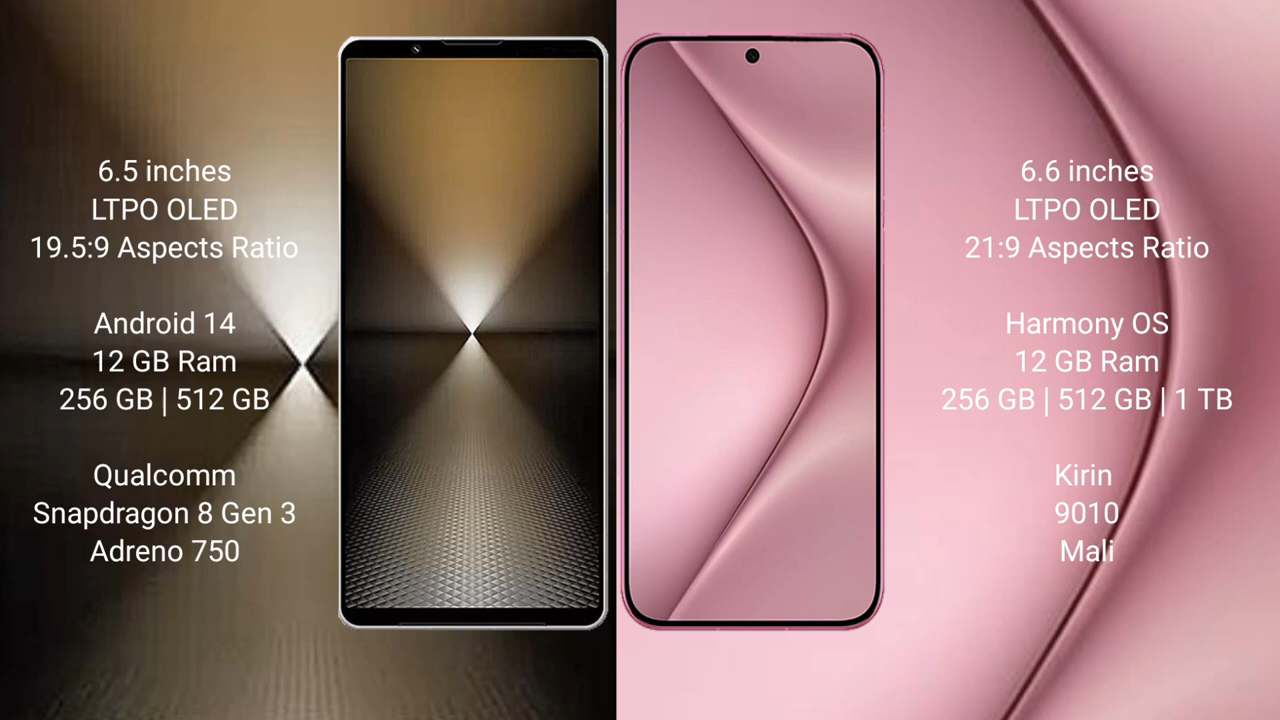 6.5 inches
LTPO OLED
19.5:9 Aspects Ratio
Android 14
12 GB Ram
256 GB | 512 GB
Qualcomm
Snapdragon 8 Gen 3
Adreno 750
6.6 inches
LTPO OLED
21:9 Aspects Ratio
Harmony OS
12 GB Ram
256 GB | 512 GB | 1 TB
Kirin
9010
Mali